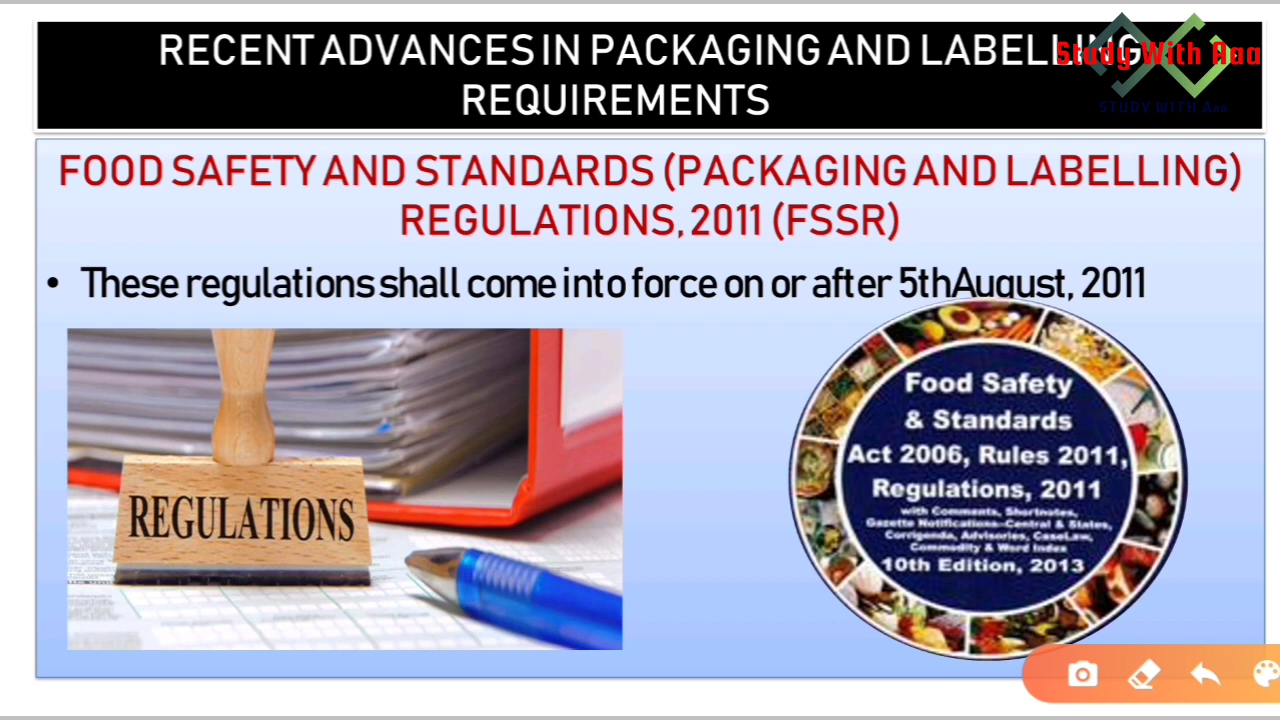 RECENT ADVANCES IN PACKAGING AND LABELLING
REQUIREMENTS
Study With Aaa
STUDY WITH Aaa
FOOD SAFETY AND STANDARDS (PACKAGING AND LABELLING)
REGULATIONS, 2011 (FSSR)
• These regulations shall come into force on or after 5thAugust, 2011
REGULATIONS
Food Safety
& Standards
Act 2006, Rules 2011,
Regulations, 2011
with Comments, Shortnotes,
Gazette Notifications-Central & States,
Corrigenda, Advisories, CaseLaw,
Commodity & Word Index
10th Edition, 2013